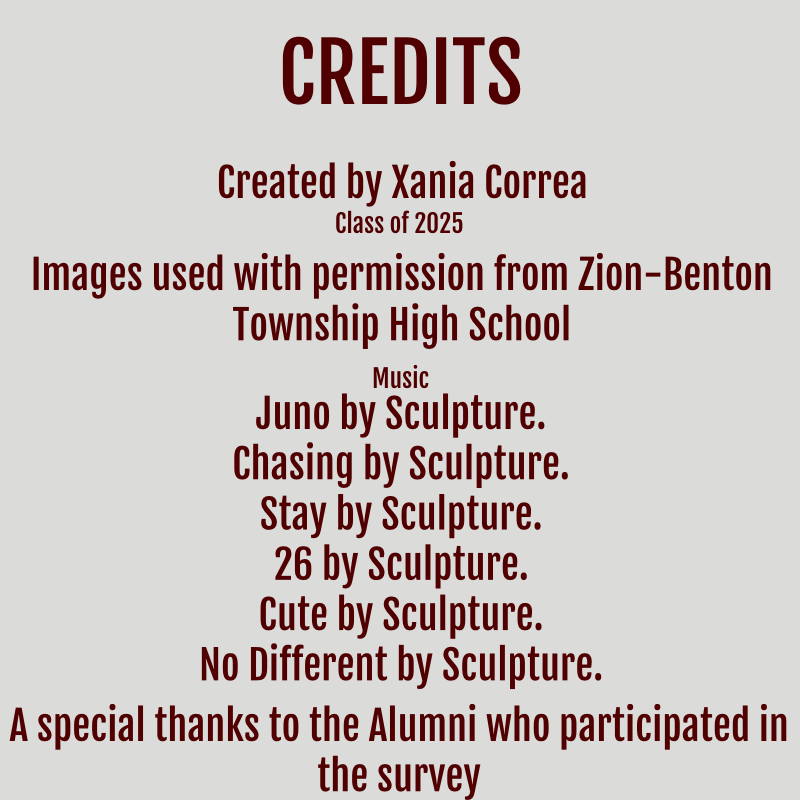 CREDITS
Created by Xania Correa
Class of 2025
Images used with permission from Zion-Benton
Township High School
Music
Juno by Sculpture.
Chasing by Sculpture.
Stay by Sculpture.
26 by Sculpture.
Cute by Sculpture.
No Different by Sculpture.
A special thanks to the Alumni who participated in
the survey